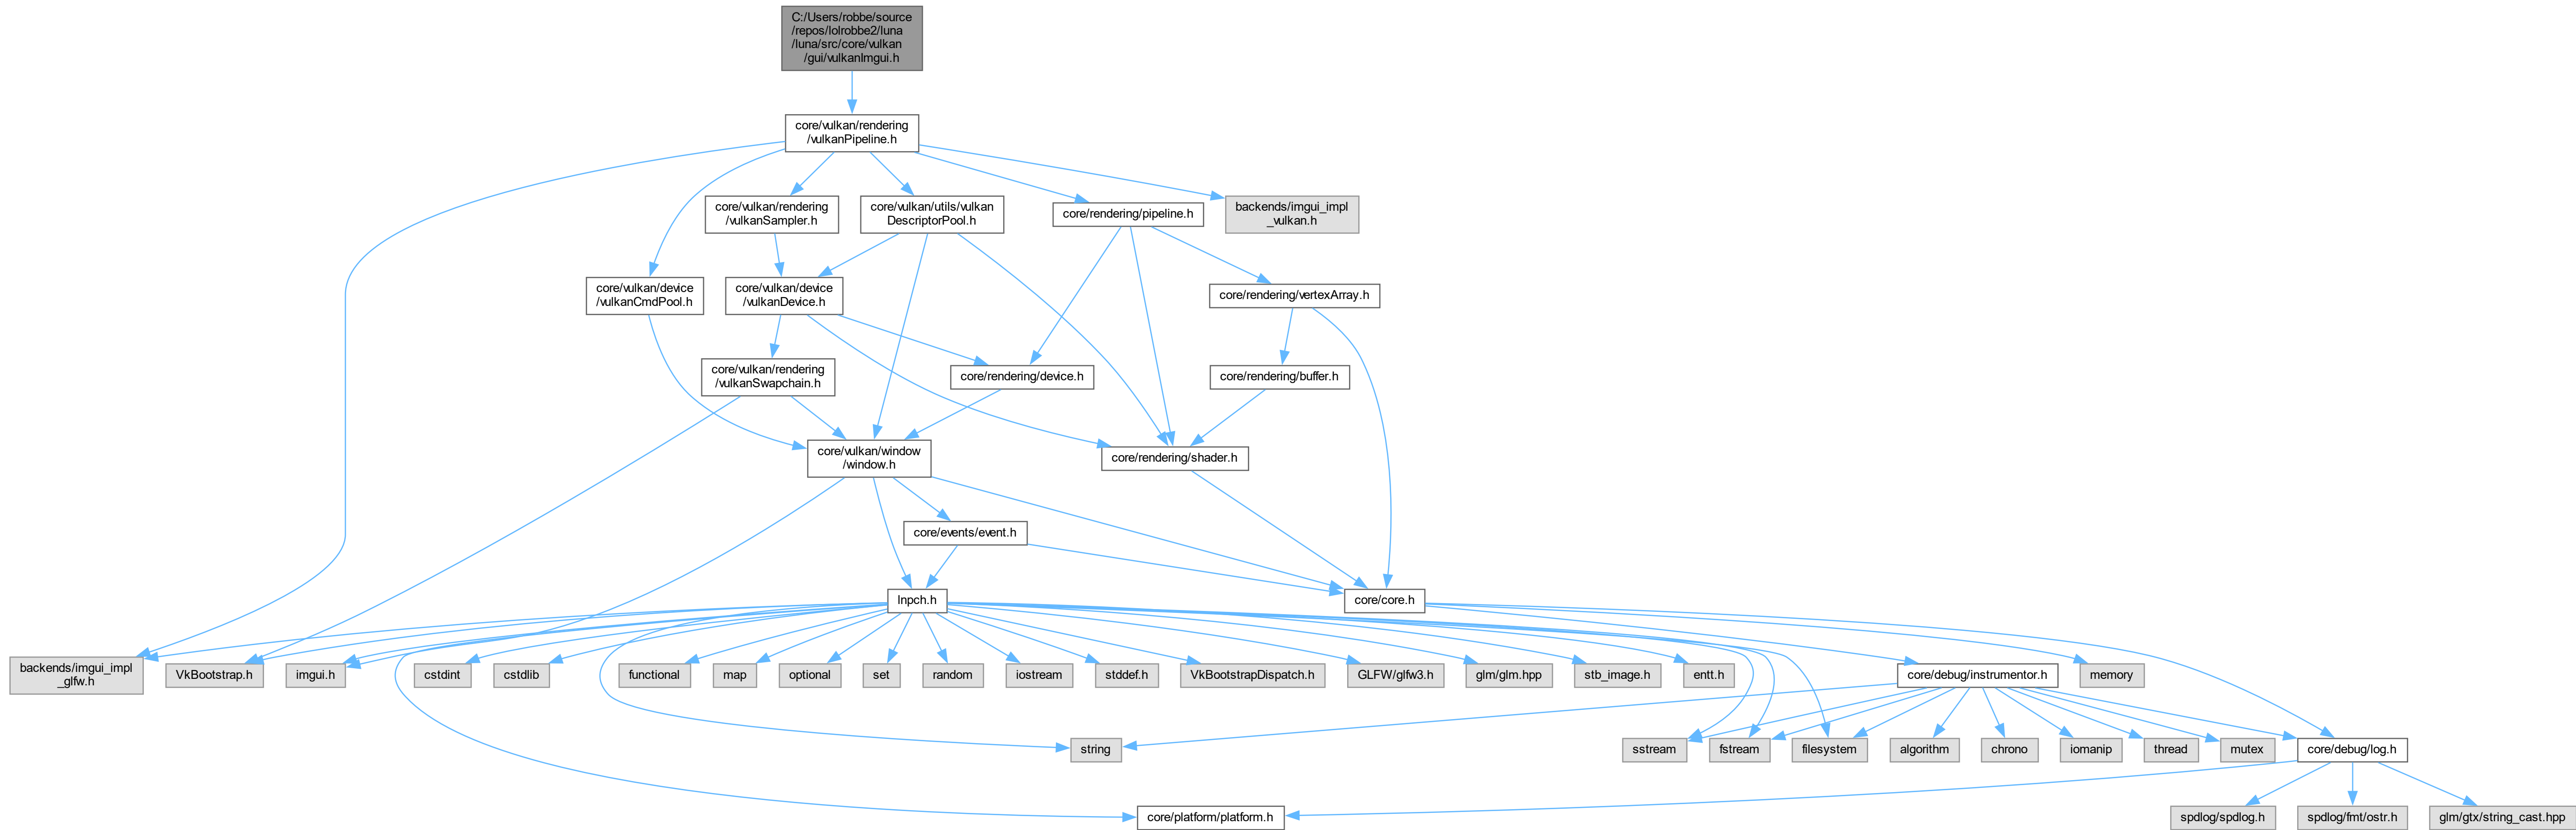 C:/Users/robbe/source
/repos/lolrobbe2/luna
/luna/src/core/vulkan
/gui/vulkanImgui.h
core/vulkan/rendering
/vulkanPipeline.h
core/vulkan/rendering
/vulkanSampler.h
core/vulkan/utils/vulkan
DescriptorPool.h
core/rendering/pipeline.h
backends/imgui_impl
_vulkan.h
core/vulkan/device
/vulkanCmdPool.h
core/vulkan/device
/vulkanDevice.h
core/rendering/vertexArray.h
core/vulkan/rendering
/vulkanSwapchain.h
core/rendering/device.h
core/rendering/buffer.h
core/vulkan/window
/window.h
core/rendering/shader.h
core/events/event.h
lnpch.h
core/core.h
backends/imgui_impl
_glfw.h
VkBootstrap.h
imgui.h
cstdint
cstdlib
functional
map
optional
set
random
iostream
stddef.h
VkBootstrapDispatch.h
GLFW/glfw3.h
glm/glm.hpp
stb_image.h
entt.h
core/debug/instrumentor.h
memory
string
sstream
fstream
filesystem
algorithm
chrono
iomanip
thread
mutex
core/debug/log.h
core/platform/platform.h
spdlog/spdlog.h
spdlog/fmt/ostr.h
glm/gtx/string_cast.hpp